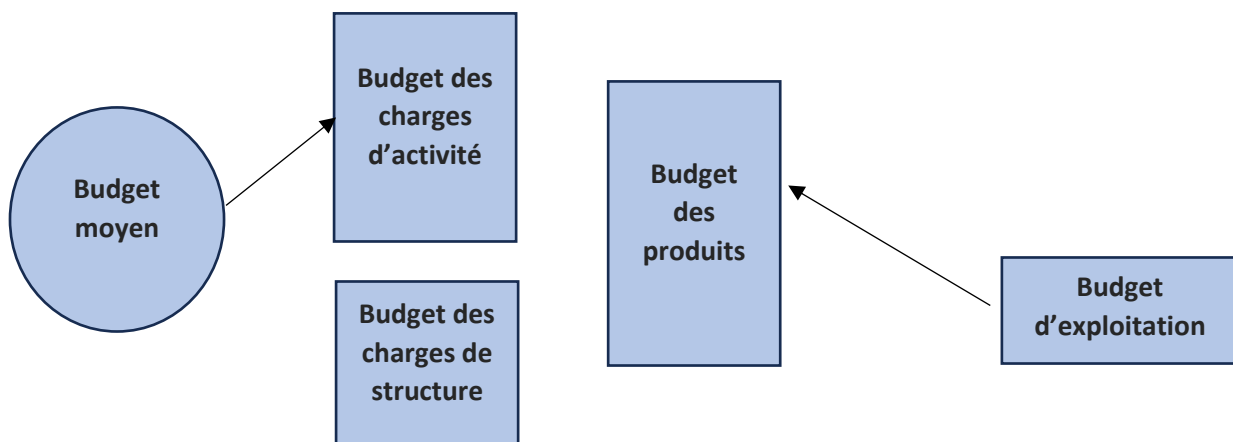 Budget
moyen
Budget des
charges
d’activité
Budget des
charges de
structure
Budget
des
produits
Budget
d’exploitation